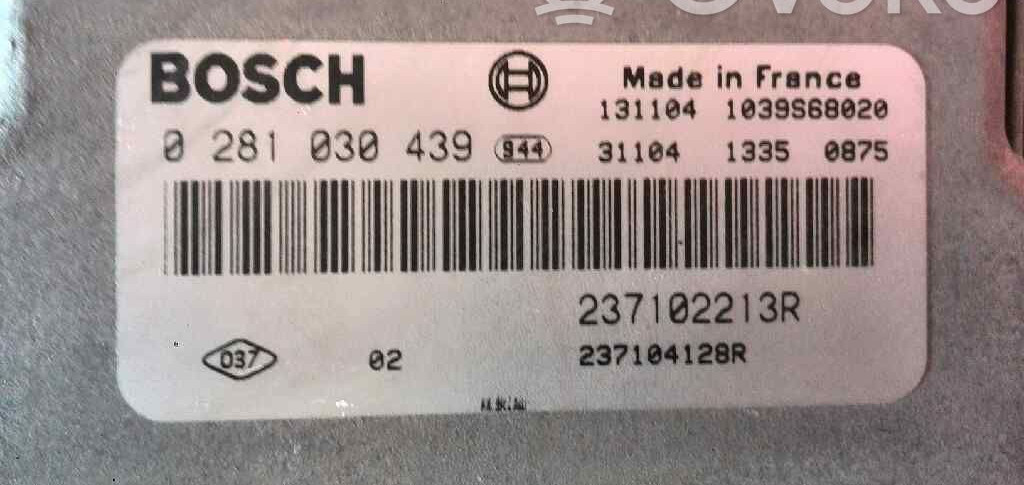 BOSCH
Made in France
131104 1039S68020
0 281 030 439 944
31104 1335 0875
237102213R
037 02 237104128R